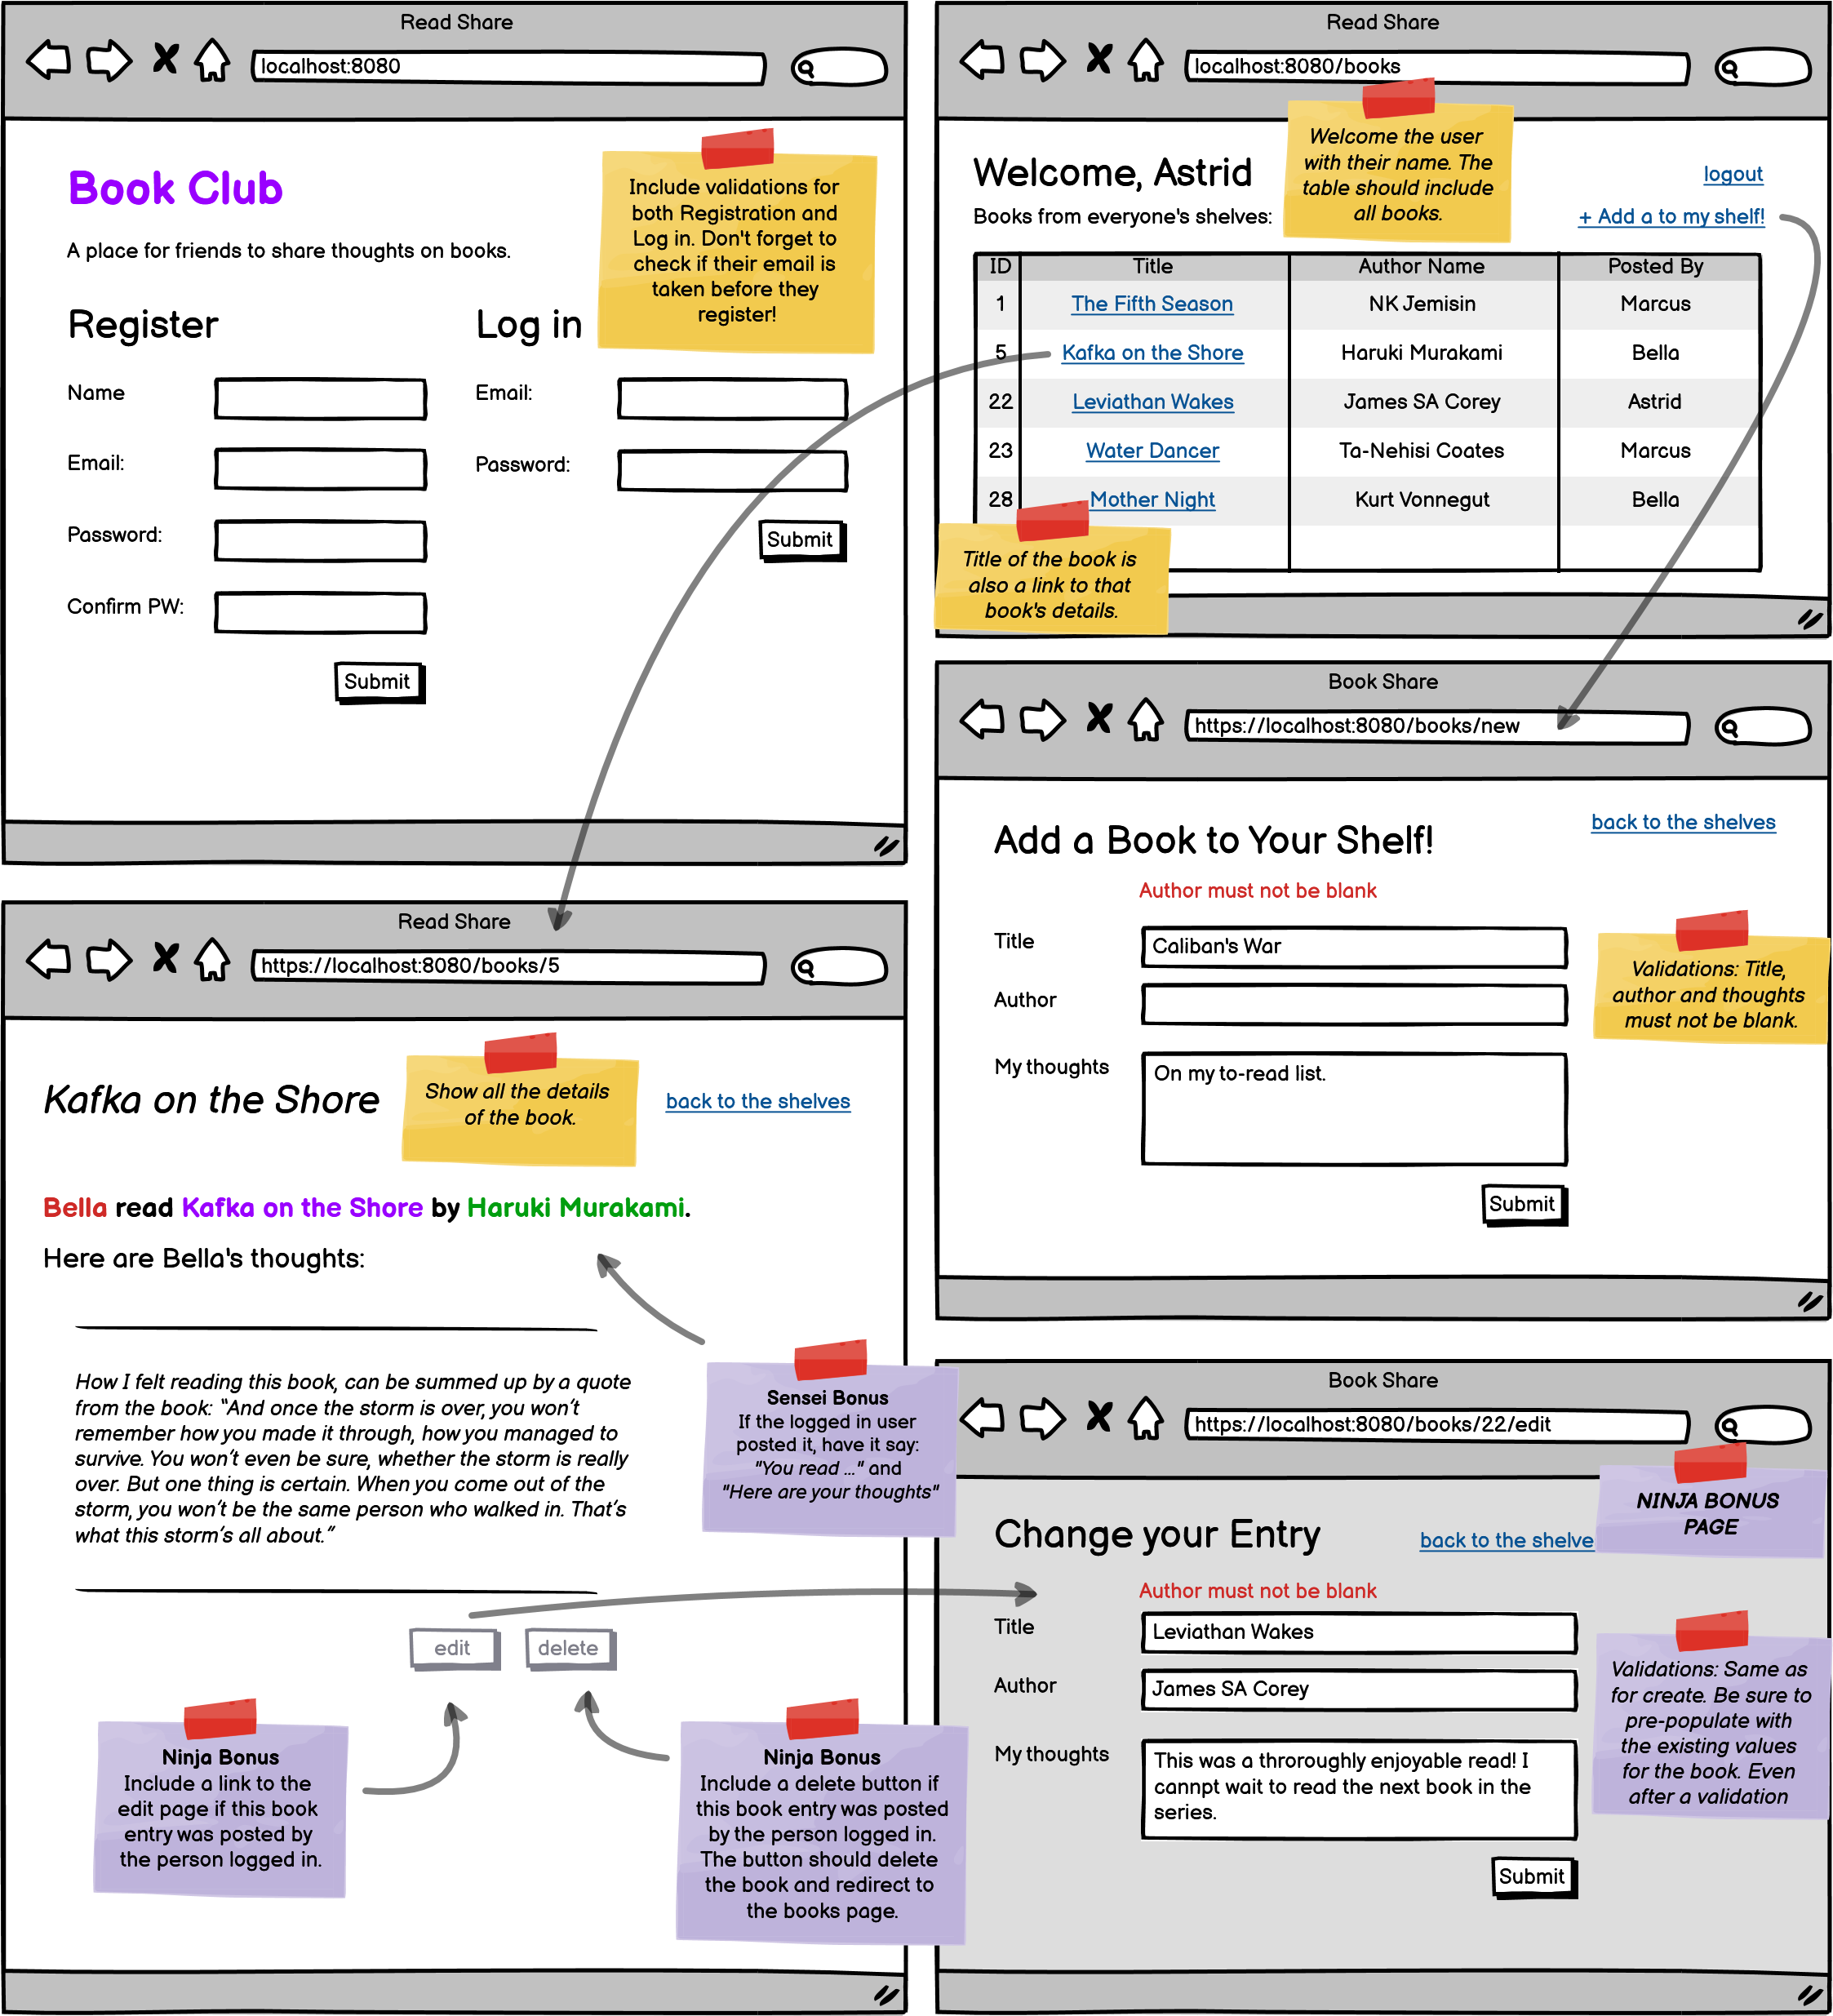 Read Share
localhost:8080
Book Club
A place for friends to share thoughts on books.
Include validations for
both Registration and
Log in. Don't forget to
check if their email is
taken before they
register!
Register
Name
Email:
Password:
Confirm PW:
Submit
Log in
Email:
Password:
Submit
Read Share
localhost:8080/books
Welcome the user
with their name. The
table should include
all books.
Welcome, Astrid
logout
Books from everyone's shelves:
+ Add a to my shelf!
ID Title Author Name Posted By
1 The Fifth Season NK Jemisin Marcus
5 Kafka on the Shore Haruki Murakami Bella
22 Leviathan Wakes James SA Corey Astrid
23 Water Dancer Ta-Nehisi Coates Marcus
28 Mother Night Kurt Vonnegut Bella
Title of the book is
also a link to that
book's details.
Book Share
https://localhost:8080/books/new
back to the shelves
Add a Book to Your Shelf!
Author must not be blank
Title
Caliban's War
Author
My thoughts
On my to-read list.
Submit
Validations: Title,
author and thoughts
must not be blank.
Read Share
https://localhost:8080/books/5
Kafka on the Shore
Show all the details
of the book.
back to the shelves
Bella read Kafka on the Shore by Haruki Murakami.
Here are Bella's thoughts:
How I felt reading this book, can be summed up by a quote
from the book: “And once the storm is over, you won’t
remember how you made it through, how you managed to
survive. You won’t even be sure, whether the storm is really
over. But one thing is certain. When you come out of the
storm, you won’t be the same person who walked in. That’s
what this storm’s all about.”
Sensei Bonus
If the logged in user
posted it, have it say:
"You read ..." and
"Here are your thoughts"
edit
delete
Ninja Bonus
Include a link to the
edit page if this book
entry was posted by
the person logged in.
Ninja Bonus
Include a delete button if
this book entry was posted
by the person logged in.
The button should delete
the book and redirect to
the books page.
Book Share
https://localhost:8080/books/22/edit
NINJA BONUS
PAGE
Change your Entry
back to the shelve
Author must not be blank
Title
Leviathan Wakes
Author
James SA Corey
My thoughts
This was a throroughly enjoyable read! I
cannpt wait to read the next book in the
series.
Submit
Validations: Same as
for create. Be sure to
pre-populate with
the existing values
for the book. Even
after a validation